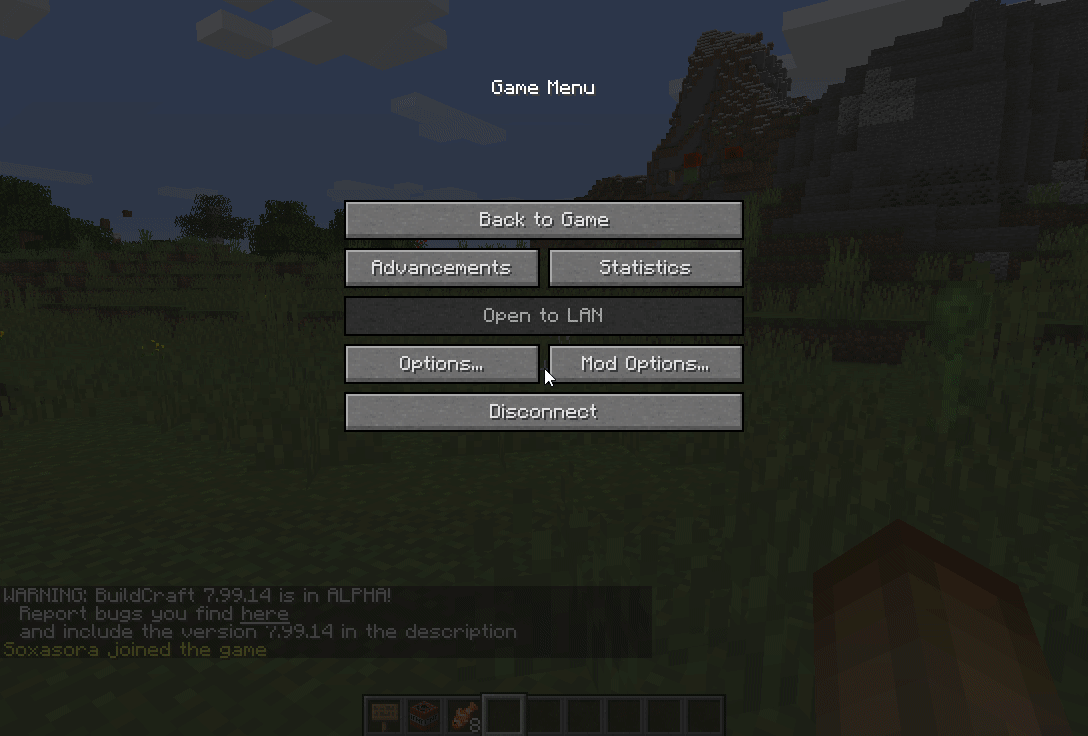 Game Menu
Back to Game
Advancements
Statistics
Open to LAN
Options...
Mod Options...
Disconnect
WARNING: BuildCraft 7.99.14 is in ALPHA!
Report bugs you find here
and include the version 7.99.14 in the description
Soxasora joined the game
8